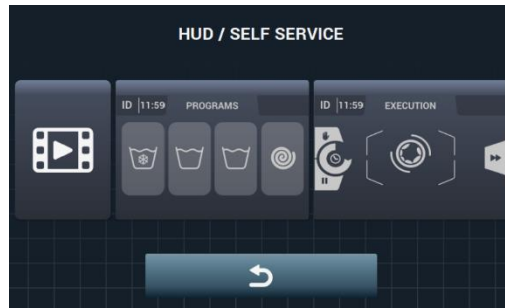 HUD / SELF SERVICE
ID 11:59 PROGRAMS
ID 11:59 EXECUTION